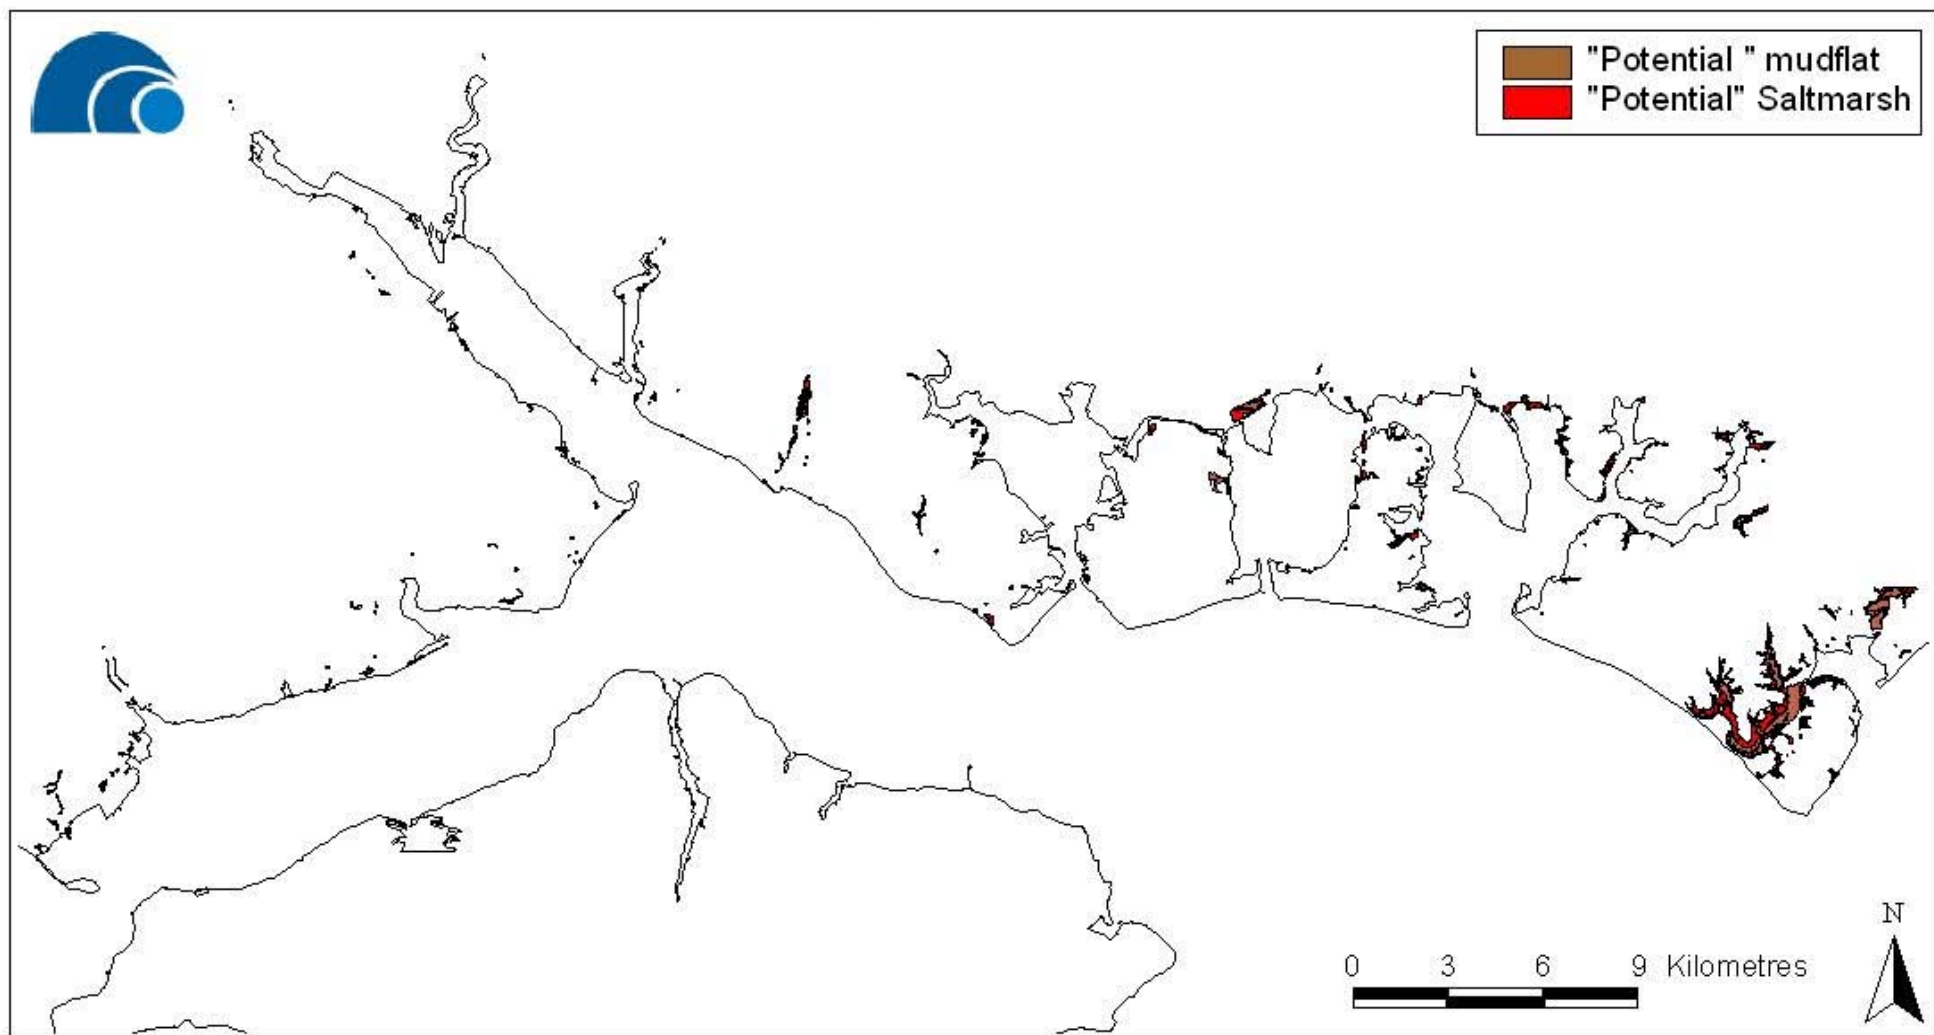 "Potential " mudflat
"Potential" Saltmarsh
N
0 3 6 9 Kilometres